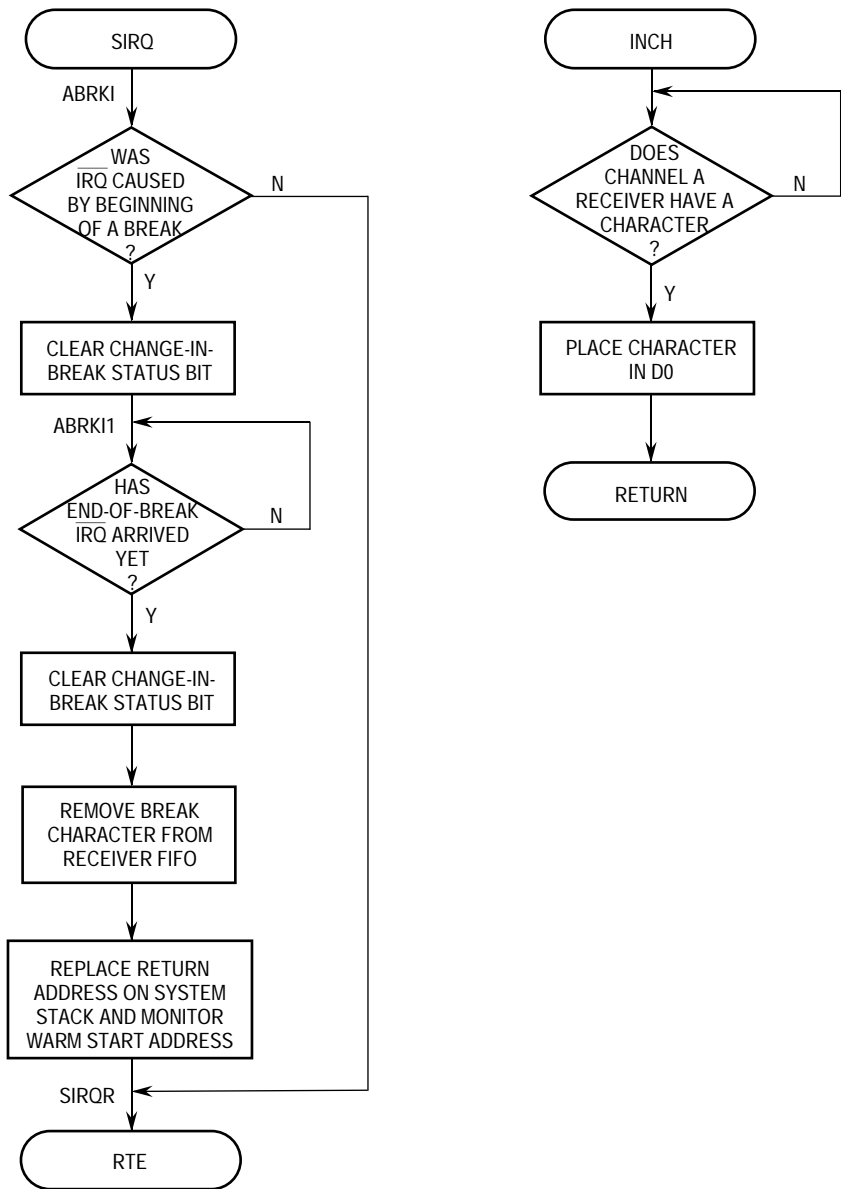 SIRQ
ABRKI
WAS
IRQ CAUSED
BY BEGINNING
OF A BREAK
?
N
Y
CLEAR CHANGE-IN-
BREAK STATUS BIT
ABRKI1
HAS
END-OF-BREAK
IRQ ARRIVED
YET
?
N
Y
CLEAR CHANGE-IN-
BREAK STATUS BIT
REMOVE BREAK
CHARACTER FROM
RECEIVER FIFO
REPLACE RETURN
ADDRESS ON SYSTEM
STACK AND MONITOR
WARM START ADDRESS
SIRQR
RTE
INCH
DOES
CHANNEL A
RECEIVER HAVE A
CHARACTER
?
N
Y
PLACE CHARACTER
IN D0
RETURN